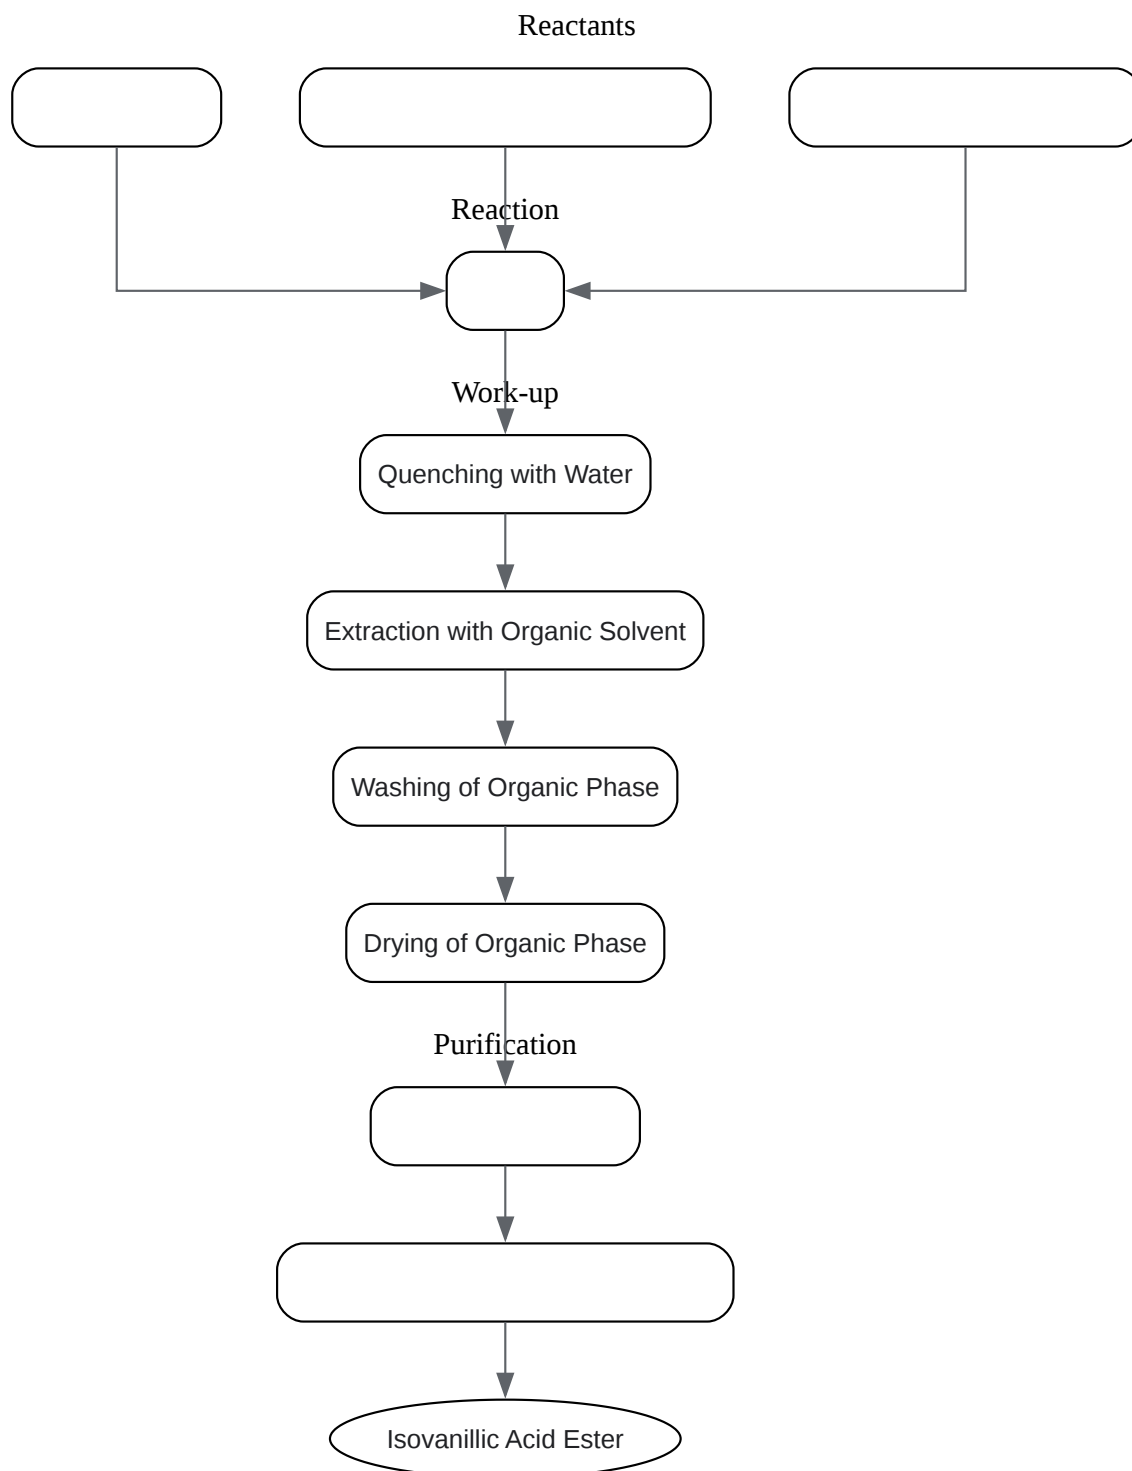 Reactants
Reaction
Work-up
Quenching with Water
Extraction with Organic Solvent
Washing of Organic Phase
Drying of Organic Phase
Purification
Isovanillic Acid Ester